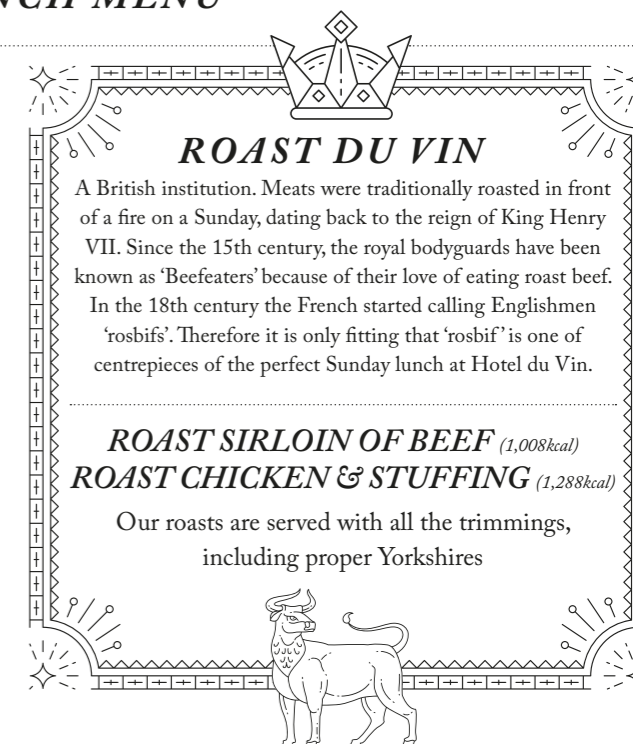 MENU
ROAST DU VIN
A British institution. Meats were traditionally roasted in front
of a fire on a Sunday, dating back to the reign of King Henry
VII. Since the 15th century, the royal bodyguards have been
known as ‘Beefeaters’ because of their love of eating roast beef.
In the 18th century the French started calling Englishmen
‘rosbifs’. Therefore it is only fitting that ‘rosbif’ is one of
centrepieces of the perfect Sunday lunch at Hotel du Vin.
ROAST SIRLOIN OF BEEF (1,008kcal)
ROAST CHICKEN & STUFFING (1,288kcal)
Our roasts are served with all the trimmings,
including proper Yorkshires